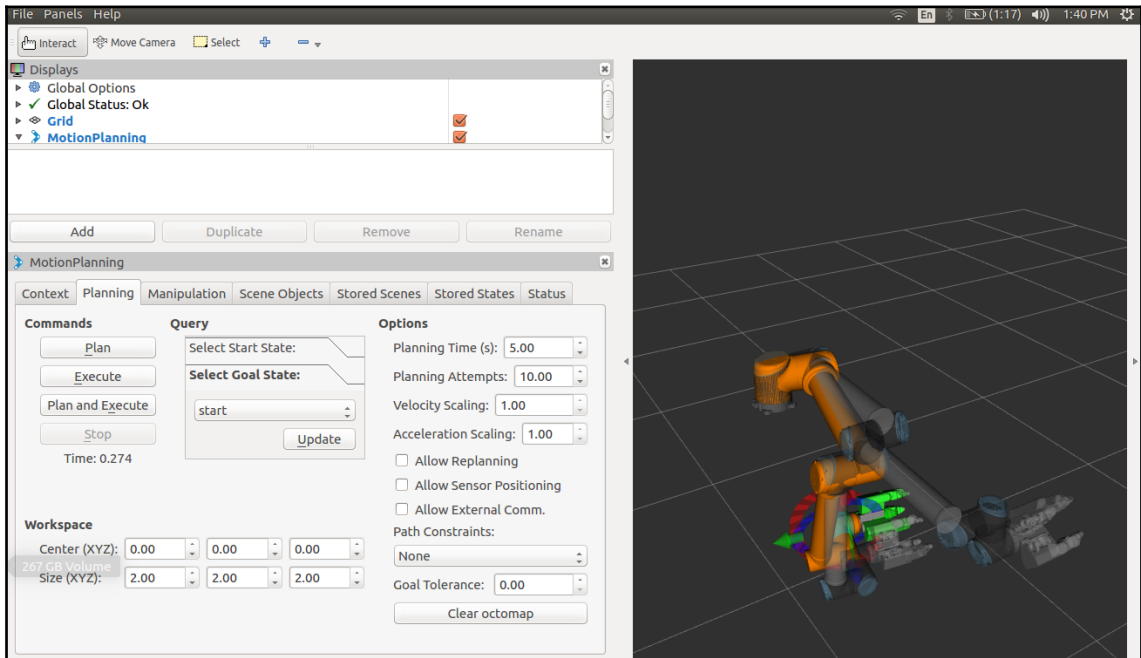 File Panels Help
En (1:17) 1:40 PM
Interact Move Camera Select
Displays
Global Options
Global Status: Ok
Grid
MotionPlanning
Add Duplicate Remove Rename
MotionPlanning
Context Planning Manipulation Scene Objects Stored Scenes Stored States Status
Commands
Plan
Execute
Plan and Execute
Stop
Time: 0.274
Query
Select Start State:
Select Goal State:
start
Update
Options
Planning Time (s): 5.00
Planning Attempts: 10.00
Velocity Scaling: 1.00
Acceleration Scaling: 1.00
Allow Replanning
Allow Sensor Positioning
Allow External Comm.
Path Constraints:
None
Goal Tolerance: 0.00
Clear octomap
Workspace
Center (XYZ): 0.00 0.00 0.00
267 GB Volume
Size (XYZ): 2.00 2.00 2.00